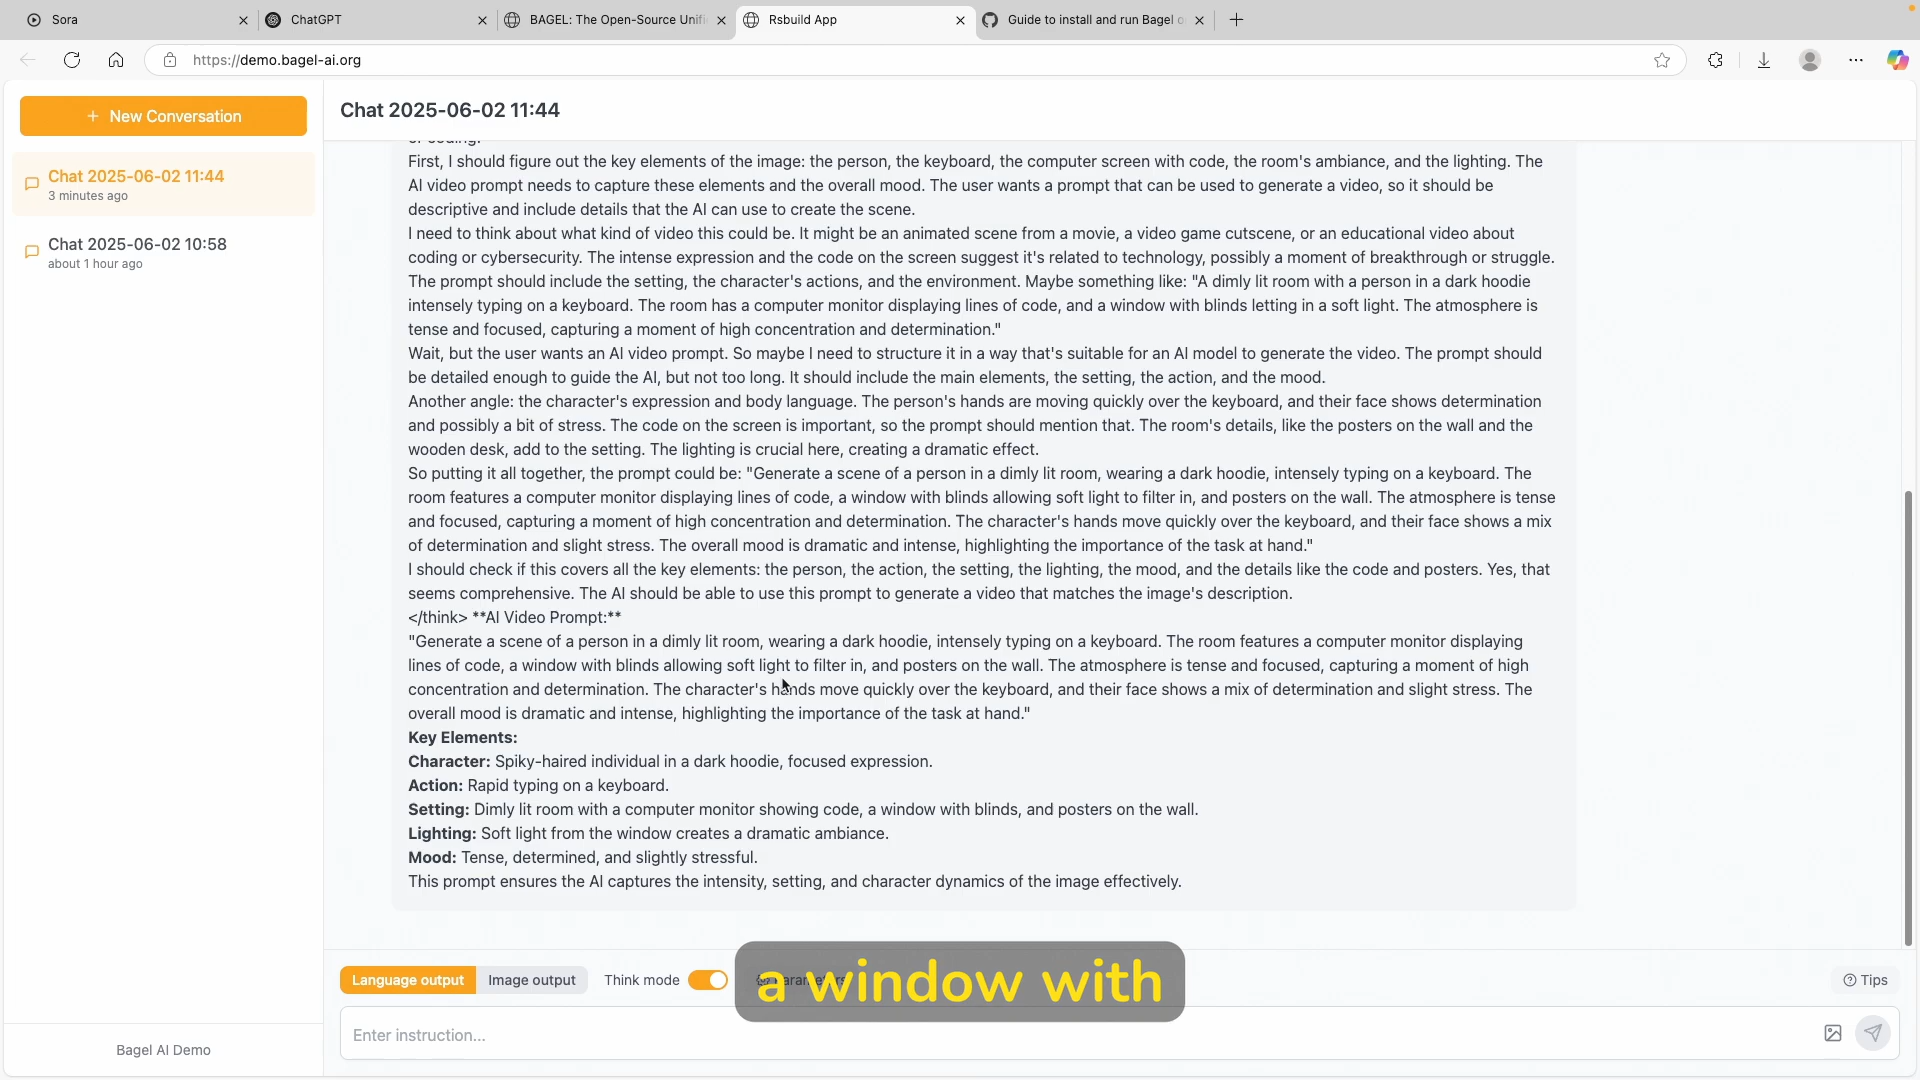 Sora
ChatGPT
BAGEL: The Open-Source Unifi
Rsbuild App
Guide to install and run Bagel o
https://demo.bagel-ai.org
+ New Conversation
Chat 2025-06-02 11:44
3 minutes ago
Chat 2025-06-02 10:58
about 1 hour ago
Bagel AI Demo
Chat 2025-06-02 11:44
or coding.
First, I should figure out the key elements of the image: the person, the keyboard, the computer screen with code, the room's ambiance, and the lighting. The
AI video prompt needs to capture these elements and the overall mood. The user wants a prompt that can be used to generate a video, so it should be
descriptive and include details that the AI can use to create the scene.
I need to think about what kind of video this could be. It might be an animated scene from a movie, a video game cutscene, or an educational video about
coding or cybersecurity. The intense expression and the code on the screen suggest it's related to technology, possibly a moment of breakthrough or struggle.
The prompt should include the setting, the character's actions, and the environment. Maybe something like: "A dimly lit room with a person in a dark hoodie
intensely typing on a keyboard. The room has a computer monitor displaying lines of code, and a window with blinds letting in a soft light. The atmosphere is
tense and focused, capturing a moment of high concentration and determination."
Wait, but the user wants an AI video prompt. So maybe I need to structure it in a way that's suitable for an AI model to generate the video. The prompt should
be detailed enough to guide the AI, but not too long. It should include the main elements, the setting, the action, and the mood.
Another angle: the character's expression and body language. The person's hands are moving quickly over the keyboard, and their face shows determination
and possibly a bit of stress. The code on the screen is important, so the prompt should mention that. The room's details, like the posters on the wall and the
wooden desk, add to the setting. The lighting is crucial here, creating a dramatic effect.
So putting it all together, the prompt could be: "Generate a scene of a person in a dimly lit room, wearing a dark hoodie, intensely typing on a keyboard. The
room features a computer monitor displaying lines of code, a window with blinds allowing soft light to filter in, and posters on the wall. The atmosphere is tense
and focused, capturing a moment of high concentration and determination. The character's hands move quickly over the keyboard, and their face shows a mix
of determination and slight stress. The overall mood is dramatic and intense, highlighting the importance of the task at hand."
I should check if this covers all the key elements: the person, the action, the setting, the lighting, the mood, and the details like the code and posters. Yes, that
seems comprehensive. The AI should be able to use this prompt to generate a video that matches the image's description.
</think> **AI Video Prompt:**
"Generate a scene of a person in a dimly lit room, wearing a dark hoodie, intensely typing on a keyboard. The room features a computer monitor displaying
lines of code, a window with blinds allowing soft light to filter in, and posters on the wall. The atmosphere is tense and focused, capturing a moment of high
concentration and determination. The character's hands move quickly over the keyboard, and their face shows a mix of determination and slight stress. The
overall mood is dramatic and intense, highlighting the importance of the task at hand."
Key Elements:
Character: Spiky-haired individual in a dark hoodie, focused expression.
Action: Rapid typing on a keyboard.
Setting: Dimly lit room with a computer monitor showing code, a window with blinds, and posters on the wall.
Lighting: Soft light from the window creates a dramatic ambiance.
Mood: Tense, determined, and slightly stressful.
This prompt ensures the AI captures the intensity, setting, and character dynamics of the image effectively.
Language output
Image output
Think mode
a window with
Tips
Enter instruction...